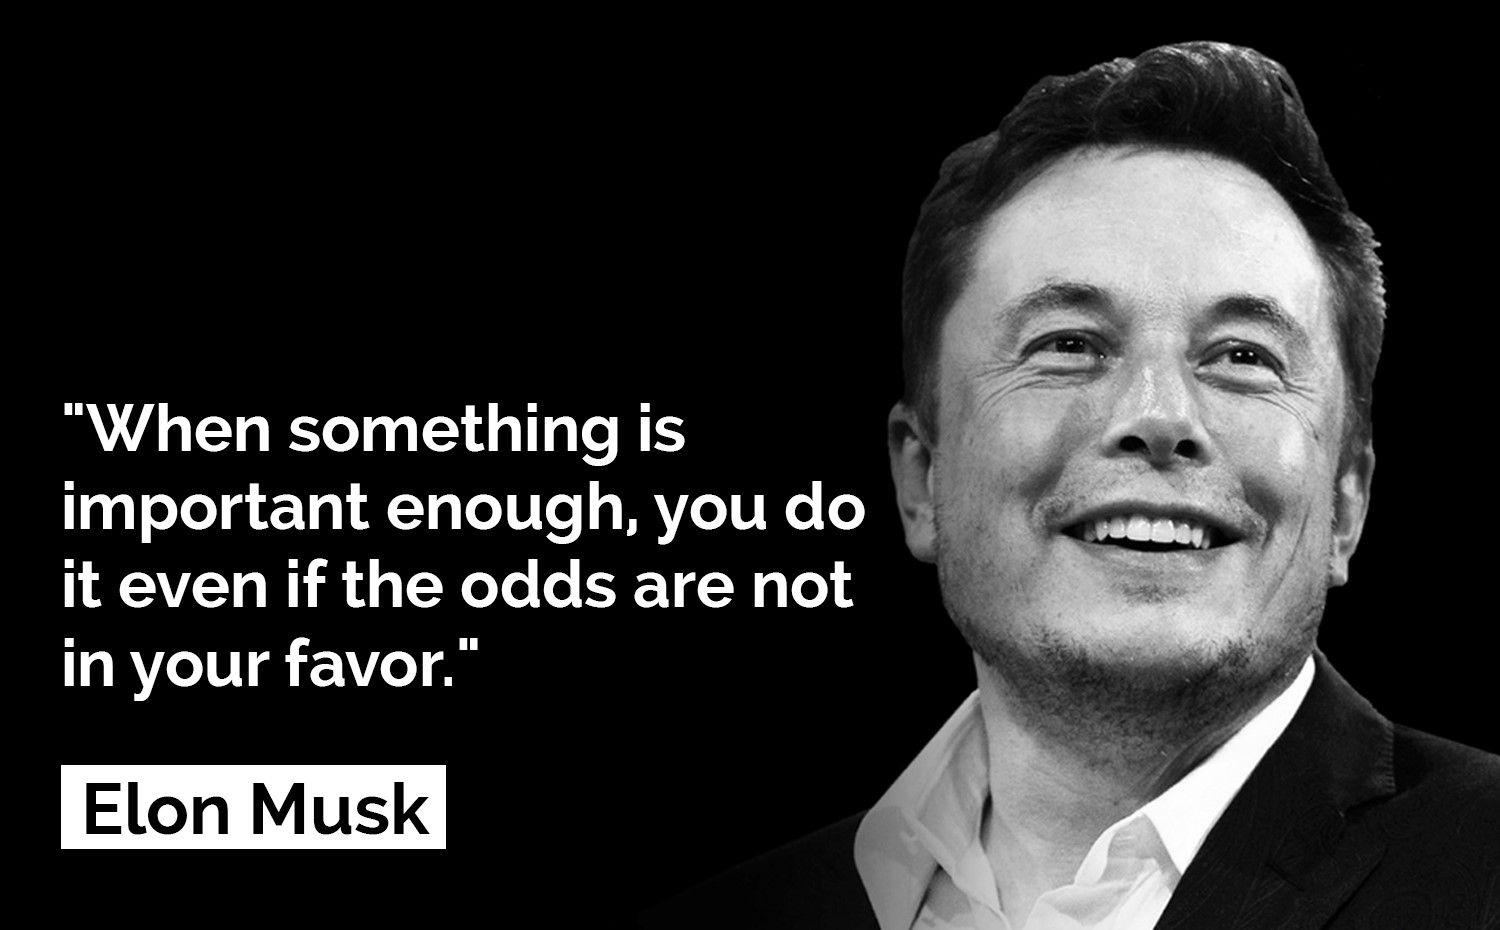 "When something is
important enough, you do
it even if the odds are not
in your favor."
Elon Musk